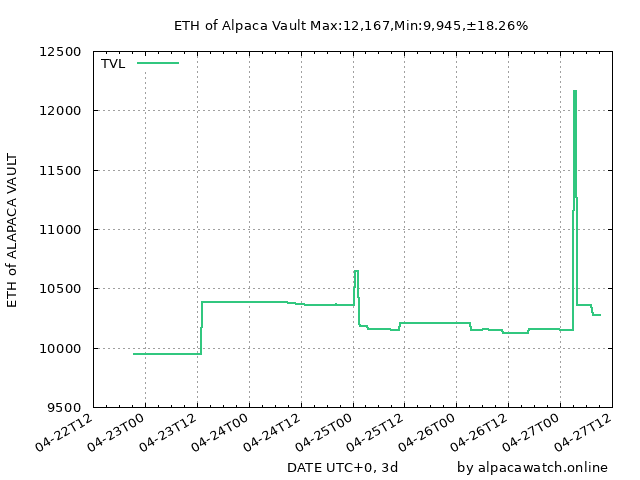 ETH of Alpaca Vault Max:12,167,Min:9,945,±18.26%
12500
TVL
12000
11500
11000
10500
10000
9500
ETH of ALAPACA VAULT
04-22T12
04-23T00
04-23T12
04-24T00
04-24T12
04-25T00
04-25T12
04-26T00
04-26T12
04-27T00
04-27T12
DATE UTC+0, 3d
by alpacawatch.online